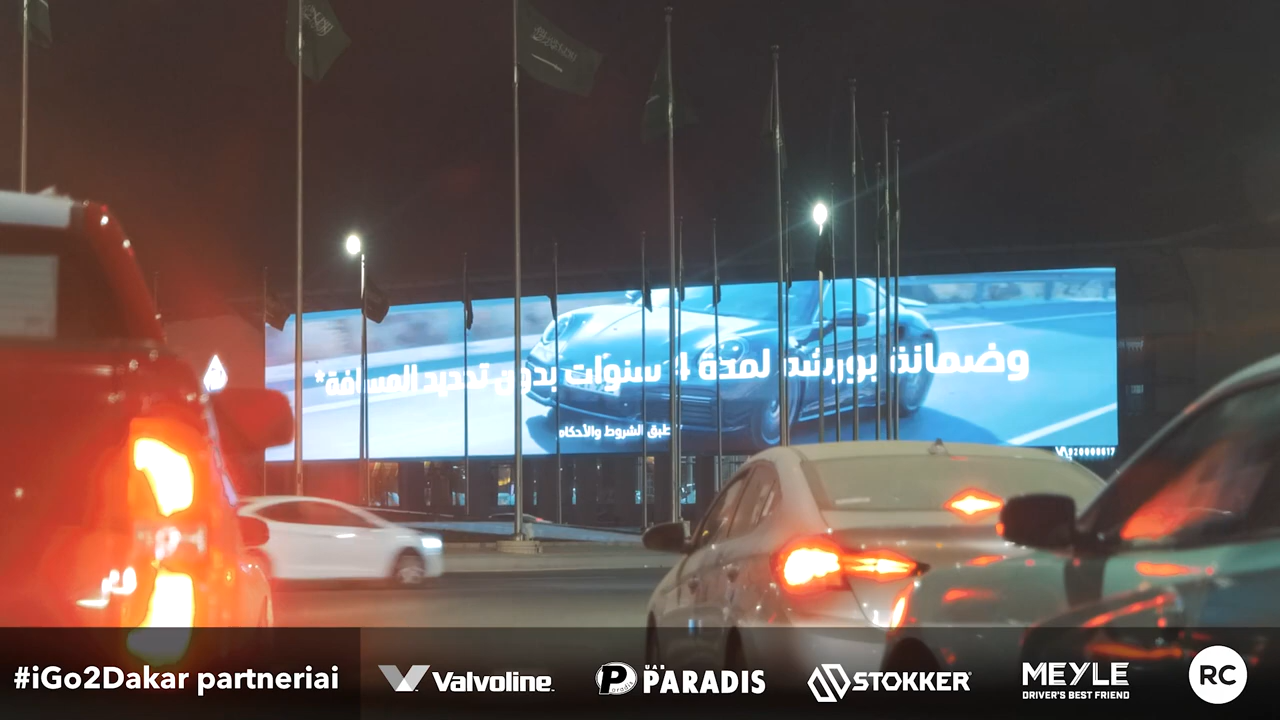 وضمانة بورشه لمدة 4 سنوات بدون تحديد المسافة*
تطبق الشروط والأحكام
#iGo2Dakar partneriai
Valvoline
PARADIS
STOKKER
MEYLE
DRIVER'S BEST FRIEND
RC